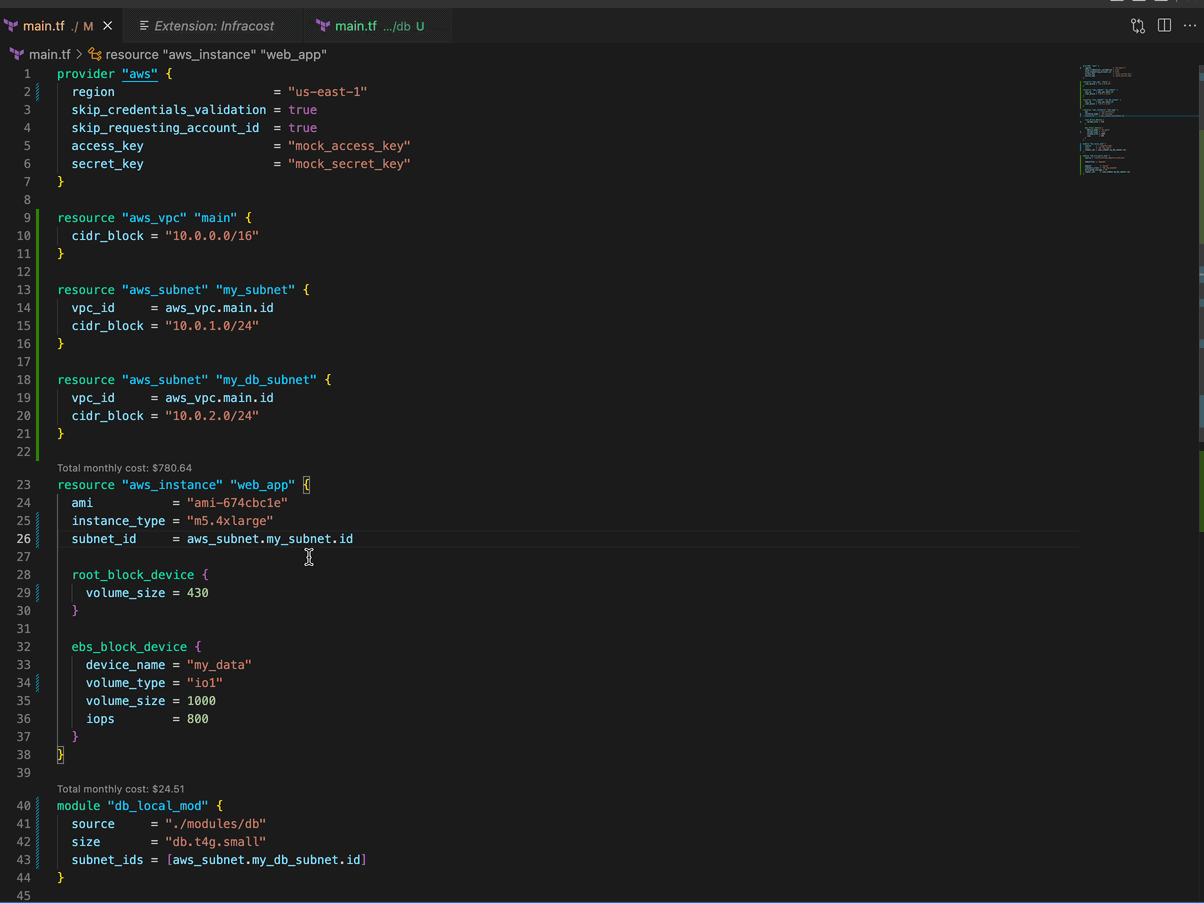 main.tf ./ M
Extension: Infracost
main.tf .../db U
main.tf > resource "aws_instance" "web_app"
1 provider "aws" {
2   region                      = "us-east-1"
3   skip_credentials_validation = true
4   skip_requesting_account_id  = true
5   access_key                  = "mock_access_key"
6   secret_key                  = "mock_secret_key"
7 }
8
9 resource "aws_vpc" "main" {
10   cidr_block = "10.0.0.0/16"
11 }
12
13 resource "aws_subnet" "my_subnet" {
14   vpc_id     = aws_vpc.main.id
15   cidr_block = "10.0.1.0/24"
16 }
17
18 resource "aws_subnet" "my_db_subnet" {
19   vpc_id     = aws_vpc.main.id
20   cidr_block = "10.0.2.0/24"
21 }
22
Total monthly cost: $780.64
23 resource "aws_instance" "web_app" {
24   ami           = "ami-674cbc1e"
25   instance_type = "m5.4xlarge"
26   subnet_id     = aws_subnet.my_subnet.id
27
28   root_block_device {
29     volume_size = 430
30   }
31
32   ebs_block_device {
33     device_name = "my_data"
34     volume_type = "io1"
35     volume_size = 1000
36     iops        = 800
37   }
38 }
39
Total monthly cost: $24.51
40 module "db_local_mod" {
41   source     = "./modules/db"
42   size       = "db.t4g.small"
43   subnet_ids = [aws_subnet.my_db_subnet.id]
44 }
45